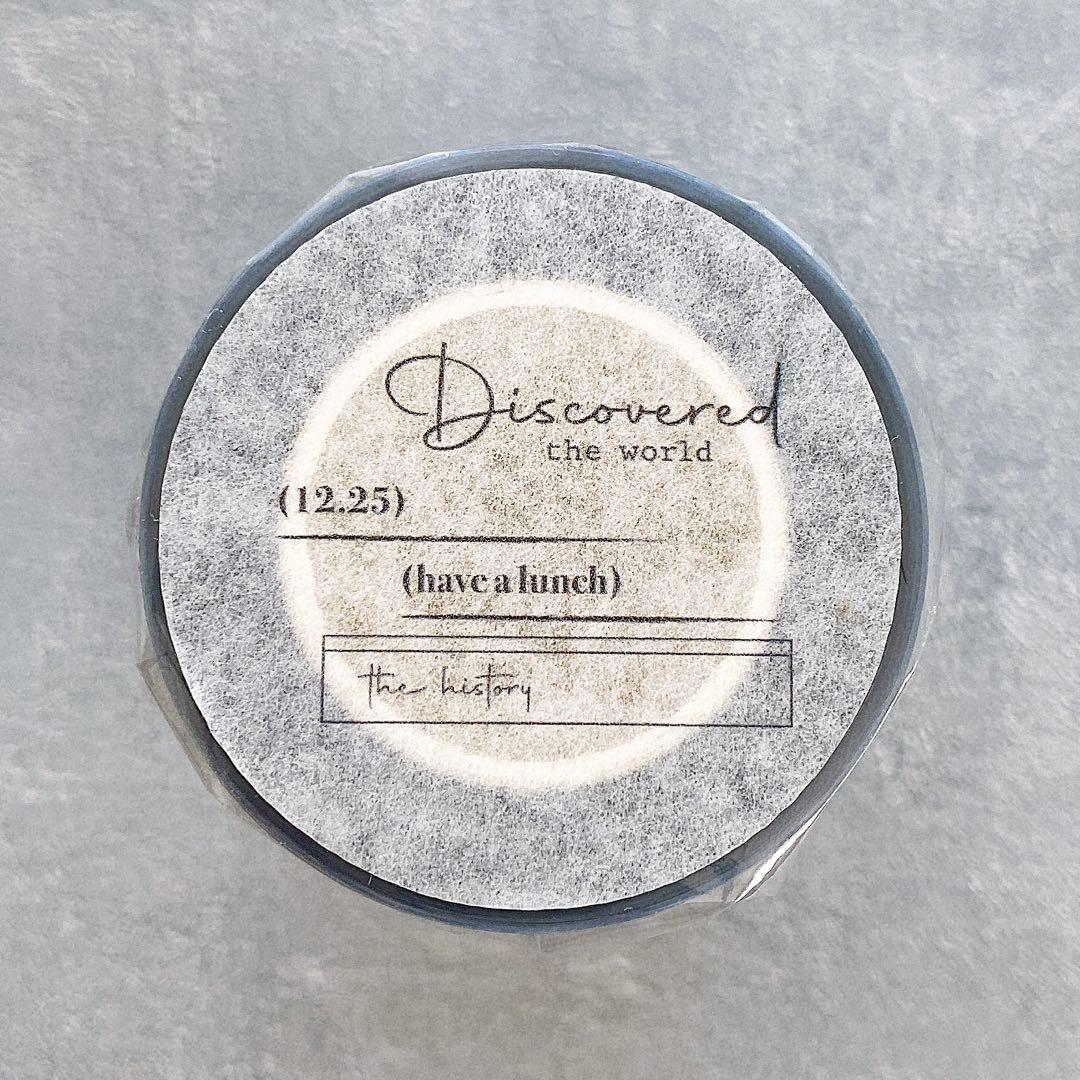 Discovered
the world
(12.25)
(have a lunch)
the history